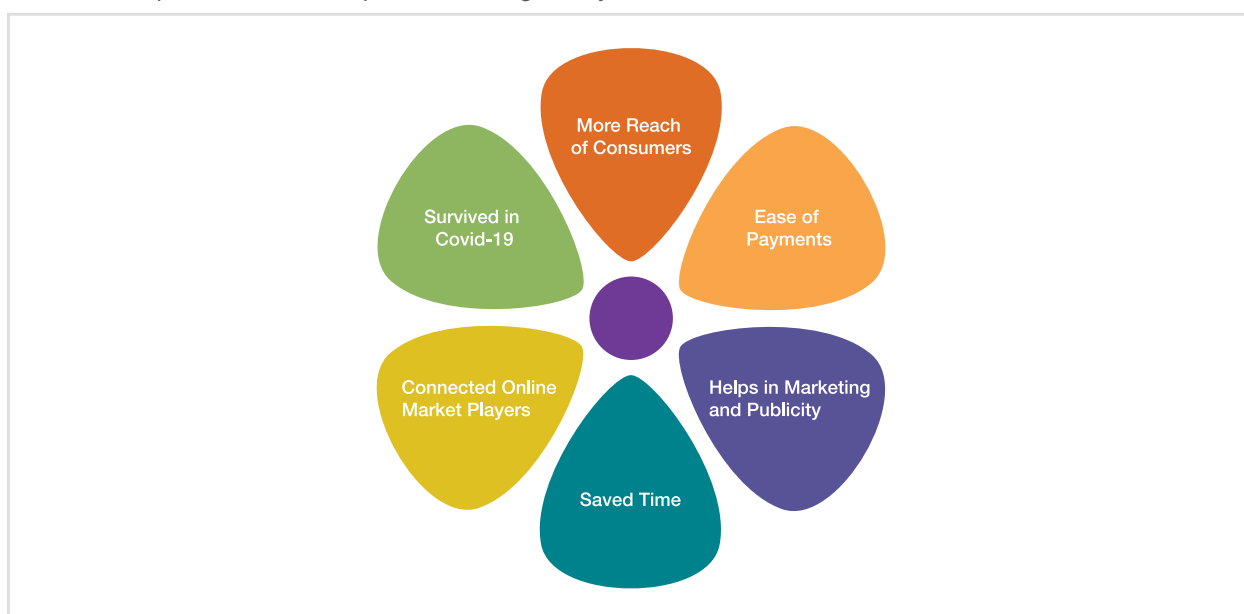 More Reach
of Consumers
Ease of
Payments
Helps in Marketing
and Publicity
Saved Time
Connected Online
Market Players
Survived in
Covid-19